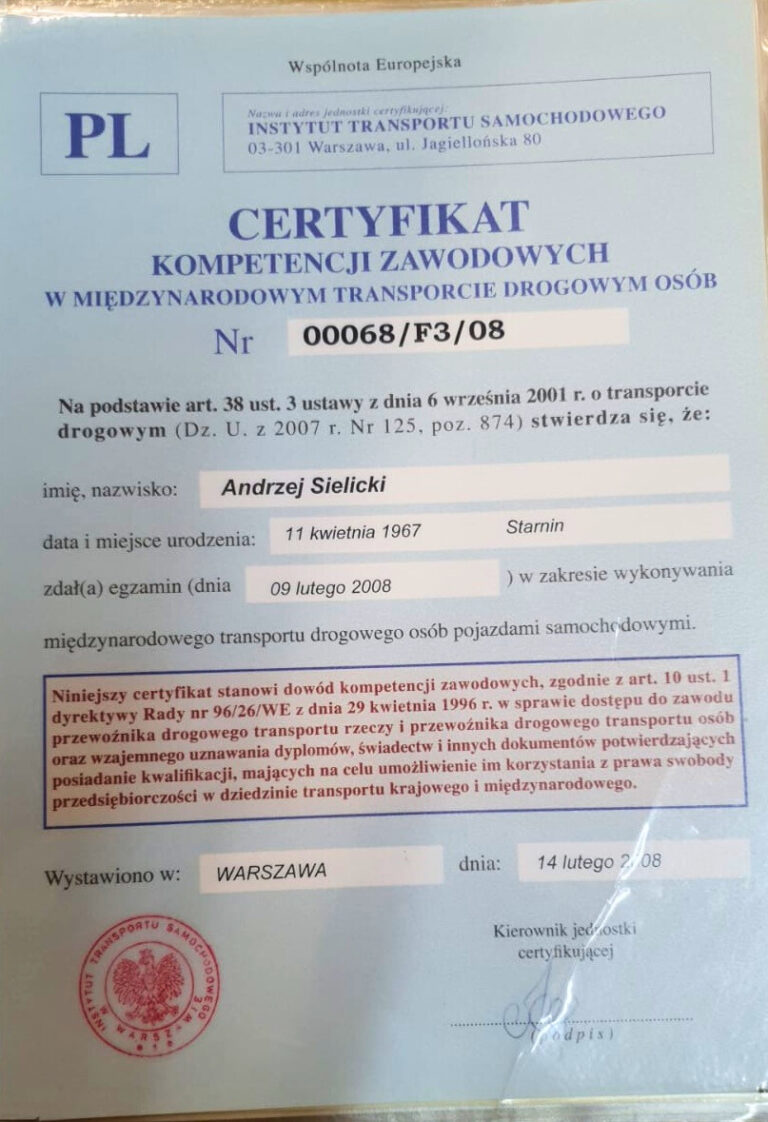 Wspólnota Europejska
PL
Nazwa i adres jednostki certyfikującej:
INSTYTUT TRANSPORTU SAMOCHODOWEGO
03-301 Warszawa, ul. Jagiellońska 80
CERTYFIKAT
KOMPETENCJI ZAWODOWYCH
W MIĘDZYNARODOWYM TRANSPORCIE DROGOWYM OSÓB
Nr 00068/F3/08
Na podstawie art. 38 ust. 3 ustawy z dnia 6 września 2001 r. o transporcie
drogowym (Dz. U. z 2007 r. Nr 125, poz. 874) stwierdza się, że:
imię, nazwisko: Andrzej Sielicki
data i miejsce urodzenia: 11 kwietnia 1967 Starnin
zdał(a) egzamin (dnia 09 lutego 2008 ) w zakresie wykonywania
międzynarodowego transportu drogowego osób pojazdami samochodowymi.
Niniejszy certyfikat stanowi dowód kompetencji zawodowych, zgodnie z art. 10 ust. 1
dyrektywy Rady nr 96/26/WE z dnia 29 kwietnia 1996 r. w sprawie dostępu do zawodu
przewoźnika drogowego transportu rzeczy i przewoźnika drogowego transportu osób
oraz wzajemnego uznawania dyplomów, świadectw i innych dokumentów potwierdzających
posiadanie kwalifikacji, mających na celu umożliwienie im korzystania z prawa swobody
przedsiębiorczości w dziedzinie transportu krajowego i międzynarodowego.
Wystawiono w: WARSZAWA dnia: 14 lutego 2008
Kierownik jednostki
certyfikującej
(podpis)
INSTYTUT TRANSPORTU SAMOCHODOWEGO
W WARSZAWIE